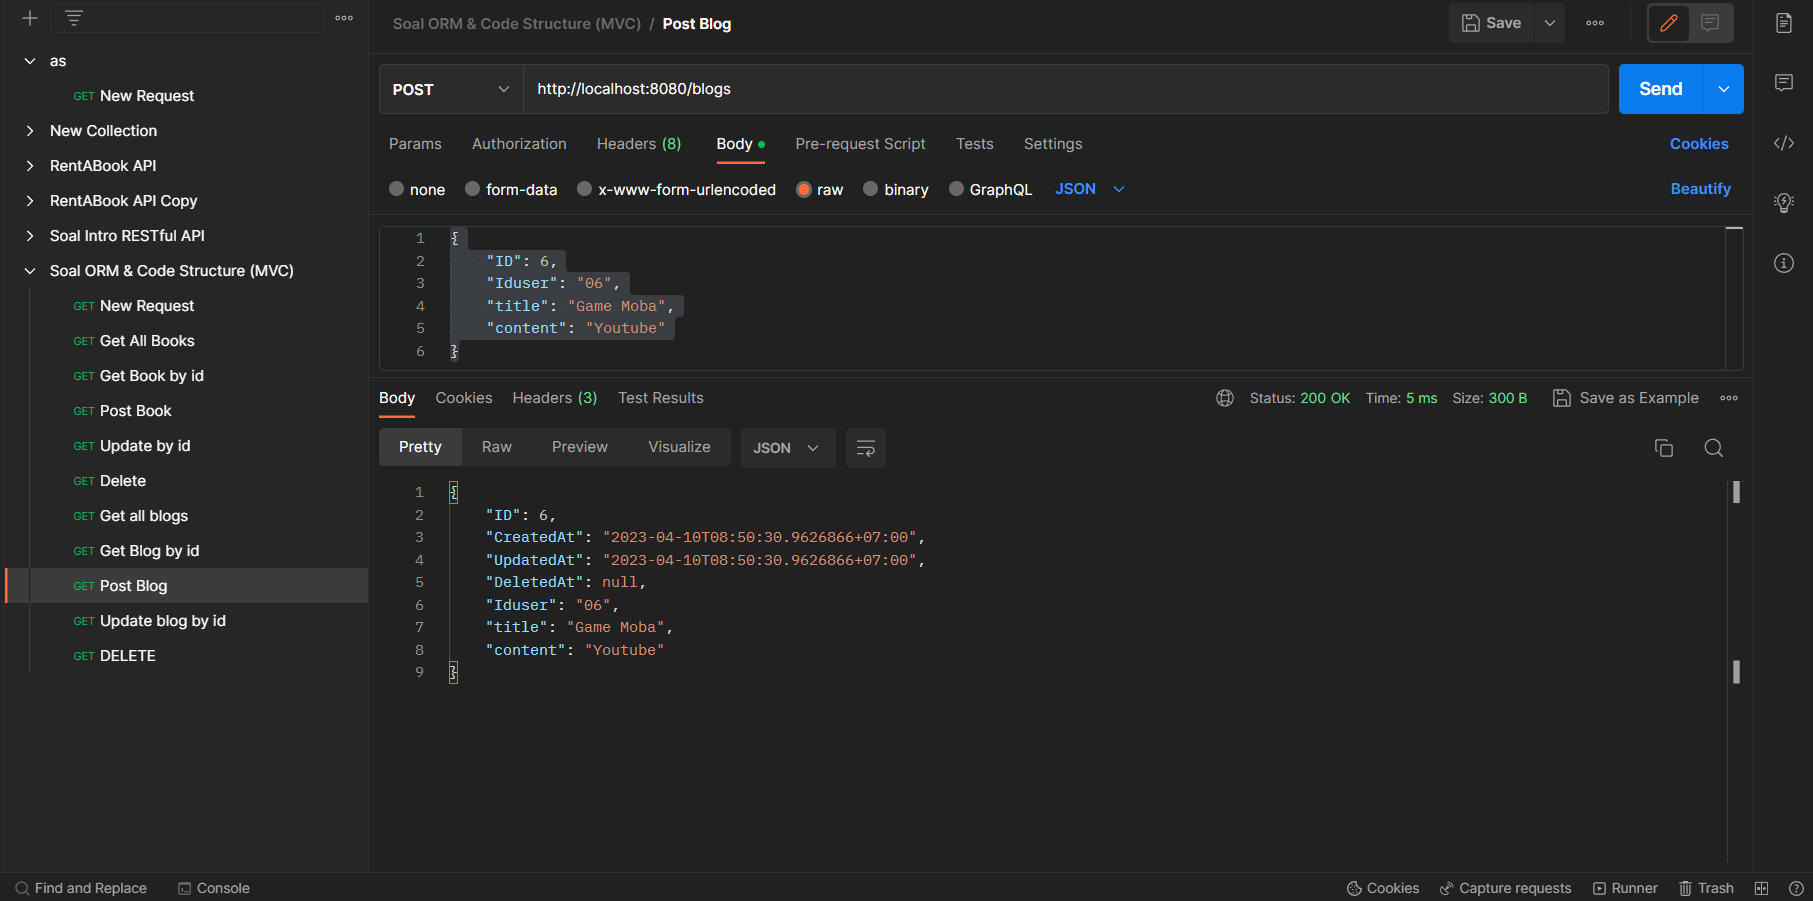 as
GET New Request
New Collection
RentABook API
RentABook API Copy
Soal Intro RESTful API
Soal ORM & Code Structure (MVC)
GET New Request
GET Get All Books
GET Get Book by id
GET Post Book
GET Update by id
GET Delete
GET Get all blogs
GET Get Blog by id
GET Post Blog
GET Update blog by id
GET DELETE
Soal ORM & Code Structure (MVC) / Post Blog
Save
POST http://localhost:8080/blogs Send
Params Authorization Headers (8) Body Pre-request Script Tests Settings Cookies
none form-data x-www-form-urlencoded raw binary GraphQL JSON Beautify
1 {
2 "ID": 6,
3 "Iduser": "06",
4 "title": "Game Moba",
5 "content": "Youtube"
6 }
Body Cookies Headers (3) Test Results Status: 200 OK Time: 5 ms Size: 300 B Save as Example
Pretty Raw Preview Visualize JSON
1 {
2 "ID": 6,
3 "CreatedAt": "2023-04-10T08:50:30.9626866+07:00",
4 "UpdatedAt": "2023-04-10T08:50:30.9626866+07:00",
5 "DeletedAt": null,
6 "Iduser": "06",
7 "title": "Game Moba",
8 "content": "Youtube"
9 }
Find and Replace Console Cookies Capture requests Runner Trash